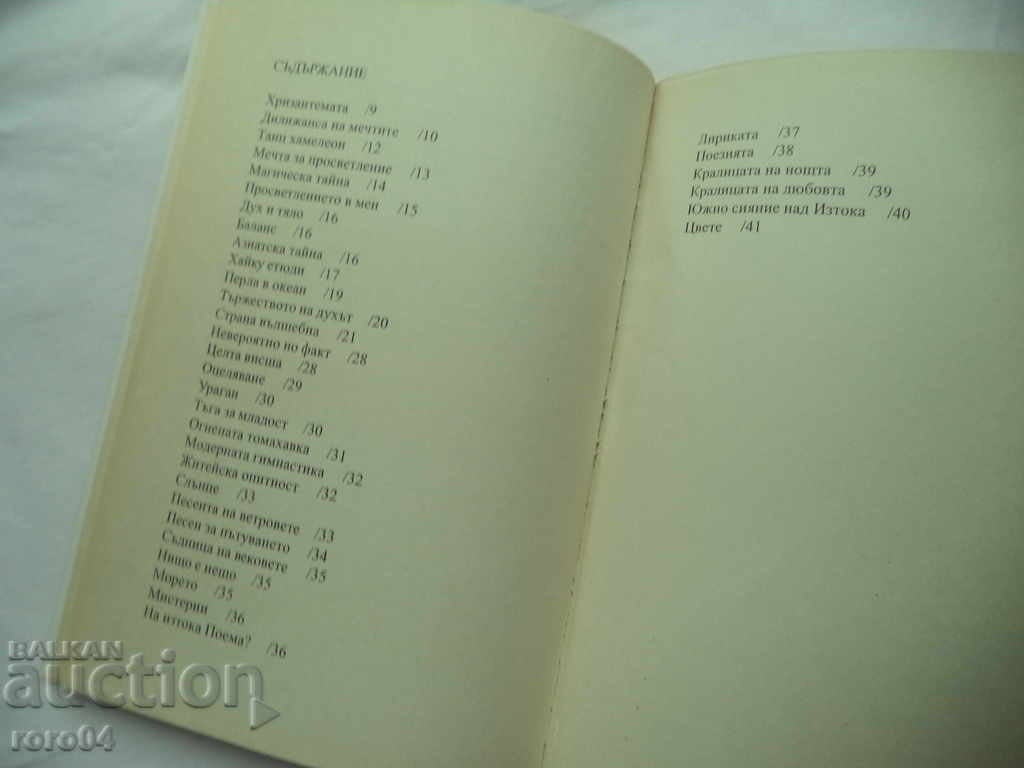 СЪДЪРЖАНИЕ
Хризантемата /9
Дилижанса на мечтите /10
Танц хамелеон /12
Мечта за просветление /13
Магическа тайна /14
Просветлението в мен /15
Дух и тяло /16
Баланс /16
Азиатска тайна /16
Хайку етюди /17
Перла в океан /19
Тържеството на духът /20
Страна вълшебна /21
Невероятно но факт /28
Целта висша /28
Оцеляване /29
Ураган /30
Тъга за младост /30
Огнената томахавка /31
Модерната гимнастика /32
Житейска опитност /32
Слънце /33
Песента на ветровете /33
Песен за пътуването /34
Съдница на вековете /35
Нищо е нещо /35
Морето /35
Мистерии /36
На изтока Поема? /36
Лириката /37
Поезията /38
Кралицата на нощта /39
Кралицата на любовта /39
Южно сияние над Изтока /40
Цвете /41
BALKAN
auction
roro04